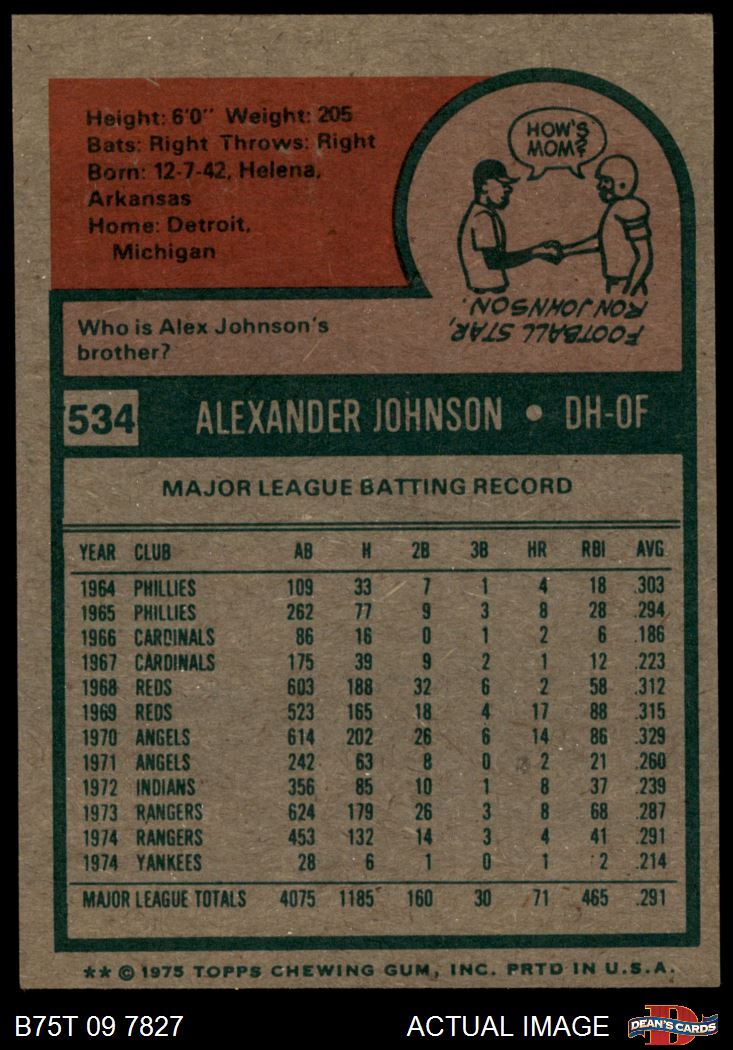 Height: 6'0" Weight: 205
Bats: Right Throws: Right
Born: 12-7-42, Helena,
Arkansas
Home: Detroit,
Michigan
HOW'S
MOM?
Who is Alex Johnson's
brother?
FOOTBALL STAR,
RON JOHNSON.
534 ALEXANDER JOHNSON • DH-OF
MAJOR LEAGUE BATTING RECORD
YEAR CLUB AB H 2B 3B HR RBI AVG.
1964 PHILLIES 109 33 7 1 4 18 .303
1965 PHILLIES 262 77 9 3 8 28 .294
1966 CARDINALS 86 16 0 1 2 6 .186
1967 CARDINALS 175 39 9 2 1 12 .223
1968 REDS 603 188 32 6 2 58 .312
1969 REDS 523 165 18 4 17 88 .315
1970 ANGELS 614 202 26 6 14 86 .329
1971 ANGELS 242 63 8 0 2 21 .260
1972 INDIANS 356 85 10 1 8 37 .239
1973 RANGERS 624 179 26 3 8 68 .287
1974 RANGERS 453 132 14 3 4 41 .291
1974 YANKEES 28 6 1 0 1 2 .214
MAJOR LEAGUE TOTALS 4075 1185 160 30 71 465 .291
** © 1975 TOPPS CHEWING GUM, INC. PRTD IN U.S.A.
B75T 09 7827 ACTUAL IMAGE D DEAN'S CARDS